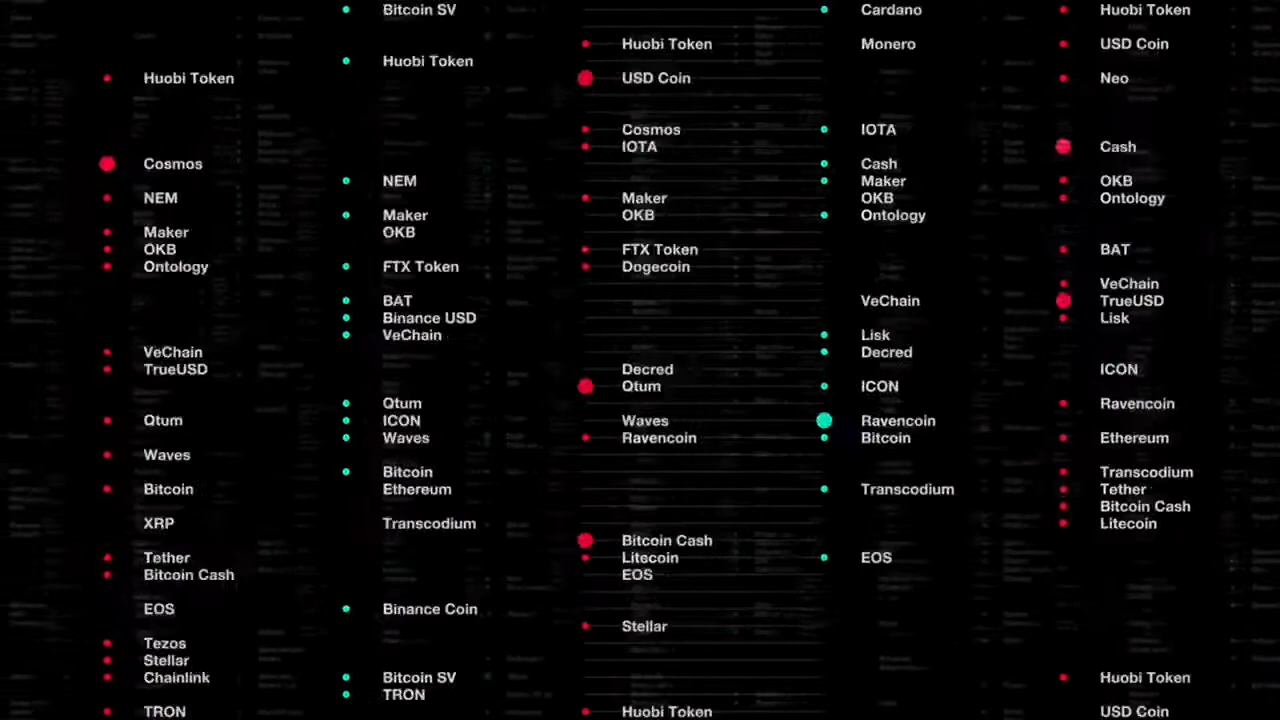 Huobi Token
Cosmos
NEM
Maker
OKB
Ontology
VeChain
TrueUSD
Qtum
Waves
Bitcoin
XRP
Tether
Bitcoin Cash
EOS
Tezos
Stellar
Chainlink
TRON
Bitcoin SV
Huobi Token
NEM
Maker
OKB
FTX Token
BAT
Binance USD
VeChain
Qtum
ICON
Waves
Bitcoin
Ethereum
Transcodium
Binance Coin
Bitcoin SV
TRON
Huobi Token
USD Coin
Cosmos
IOTA
Maker
OKB
FTX Token
Dogecoin
Decred
Qtum
Waves
Ravencoin
Bitcoin Cash
Litecoin
EOS
Stellar
Huobi Token
Cardano
Monero
IOTA
Cash
Maker
OKB
Ontology
VeChain
Lisk
Decred
ICON
Ravencoin
Bitcoin
Transcodium
EOS
Huobi Token
USD Coin
Neo
Cash
OKB
Ontology
BAT
VeChain
TrueUSD
Lisk
ICON
Ravencoin
Ethereum
Transcodium
Tether
Bitcoin Cash
Litecoin
Huobi Token
USD Coin